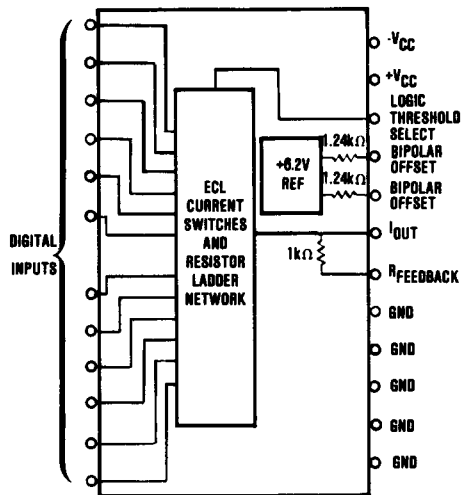 -VCC
+VCC
LOGIC
THRESHOLD
SELECT
1.24kΩ
BIPOLAR
OFFSET
+6.2V
REF
1.24kΩ
BIPOLAR
OFFSET
ECL
CURRENT
SWITCHES
AND
RESISTOR
LADDER
NETWORK
IOUT
DIGITAL
INPUTS
1kΩ
RFEEDBACK
GND
GND
GND
GND
GND